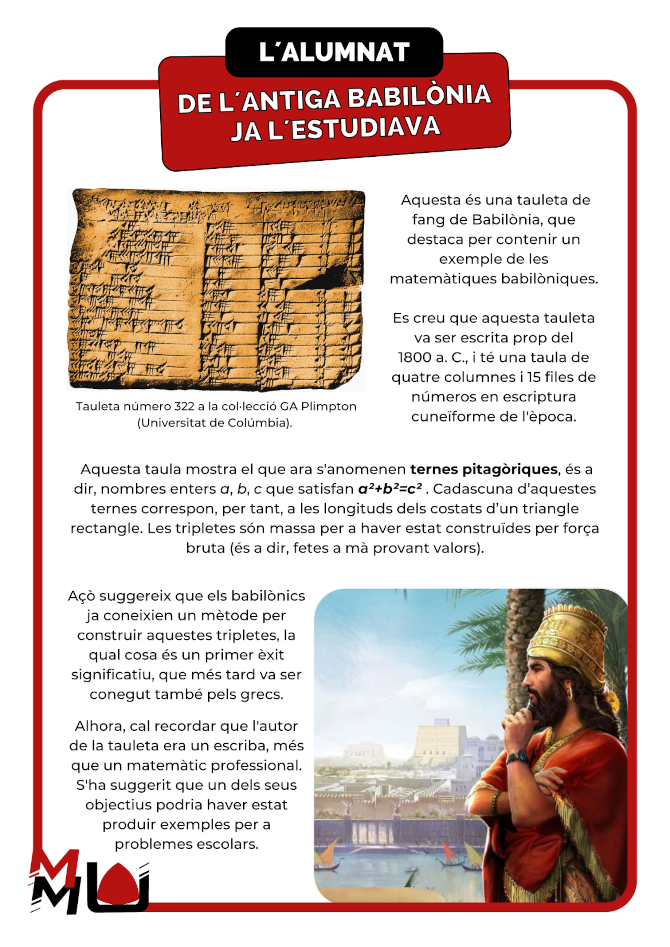 L´ALUMNAT
DE L´ANTIGA BABILÒNIA
JA L´ESTUDIAVA
Aquesta és una tauleta de
fang de Babilònia, que
destaca per contenir un
exemple de les
matemàtiques babilòniques.
Es creu que aquesta tauleta
va ser escrita prop del
1800 a. C., i té una taula de
quatre columnes i 15 files de
números en escriptura
cuneïforme de l'època.
Tauleta número 322 a la col·lecció GA Plimpton
(Universitat de Colúmbia).
Aquesta taula mostra el que ara s'anomenen ternes pitagòriques, és a
dir, nombres enters a, b, c que satisfan a²+b²=c² . Cadascuna d’aquestes
ternes correspon, per tant, a les longituds dels costats d’un triangle
rectangle. Les tripletes són massa per a haver estat construïdes per força
bruta (és a dir, fetes a mà provant valors).
Açò suggereix que els babilònics
ja coneixien un mètode per
construir aquestes tripletes, la
qual cosa és un primer èxit
significatiu, que més tard va ser
conegut també pels grecs.
Alhora, cal recordar que l'autor
de la tauleta era un escriba, més
que un matemàtic professional.
S'ha suggerit que un dels seus
objectius podria haver estat
produir exemples per a
problemes escolars.
MMU